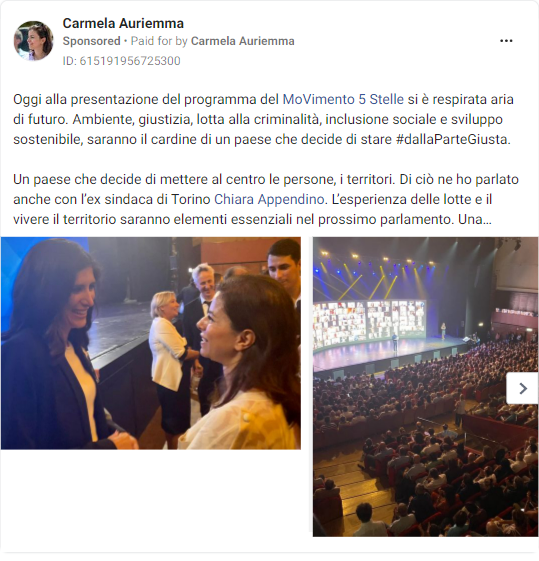 Carmela Auriemma
Sponsored • Paid for by Carmela Auriemma
ID: 615191956725300
Oggi alla presentazione del programma del MoVimento 5 Stelle si è respirata aria
di futuro. Ambiente, giustizia, lotta alla criminalità, inclusione sociale e sviluppo
sostenibile, saranno il cardine di un paese che decide di stare #dallaParteGiusta.
Un paese che decide di mettere al centro le persone, i territori. Di ciò ne ho parlato
anche con l’ex sindaca di Torino Chiara Appendino. L’esperienza delle lotte e il
vivere il territorio saranno elementi essenziali nel prossimo parlamento. Una…